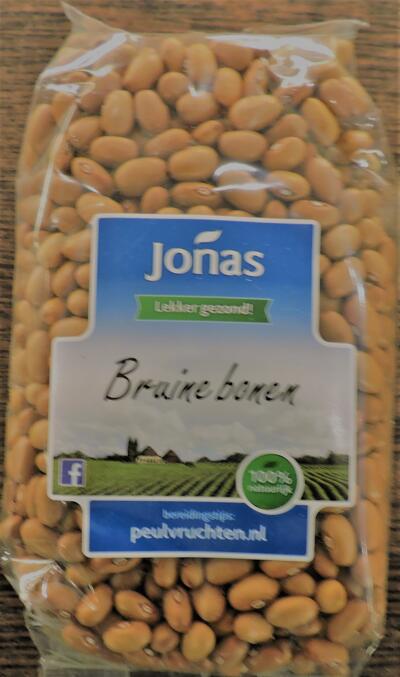 Jonas
Lekker gezond!
Bruine bonen
f
100%
natuurlijk
bereidingstips:
peulvruchten.nl